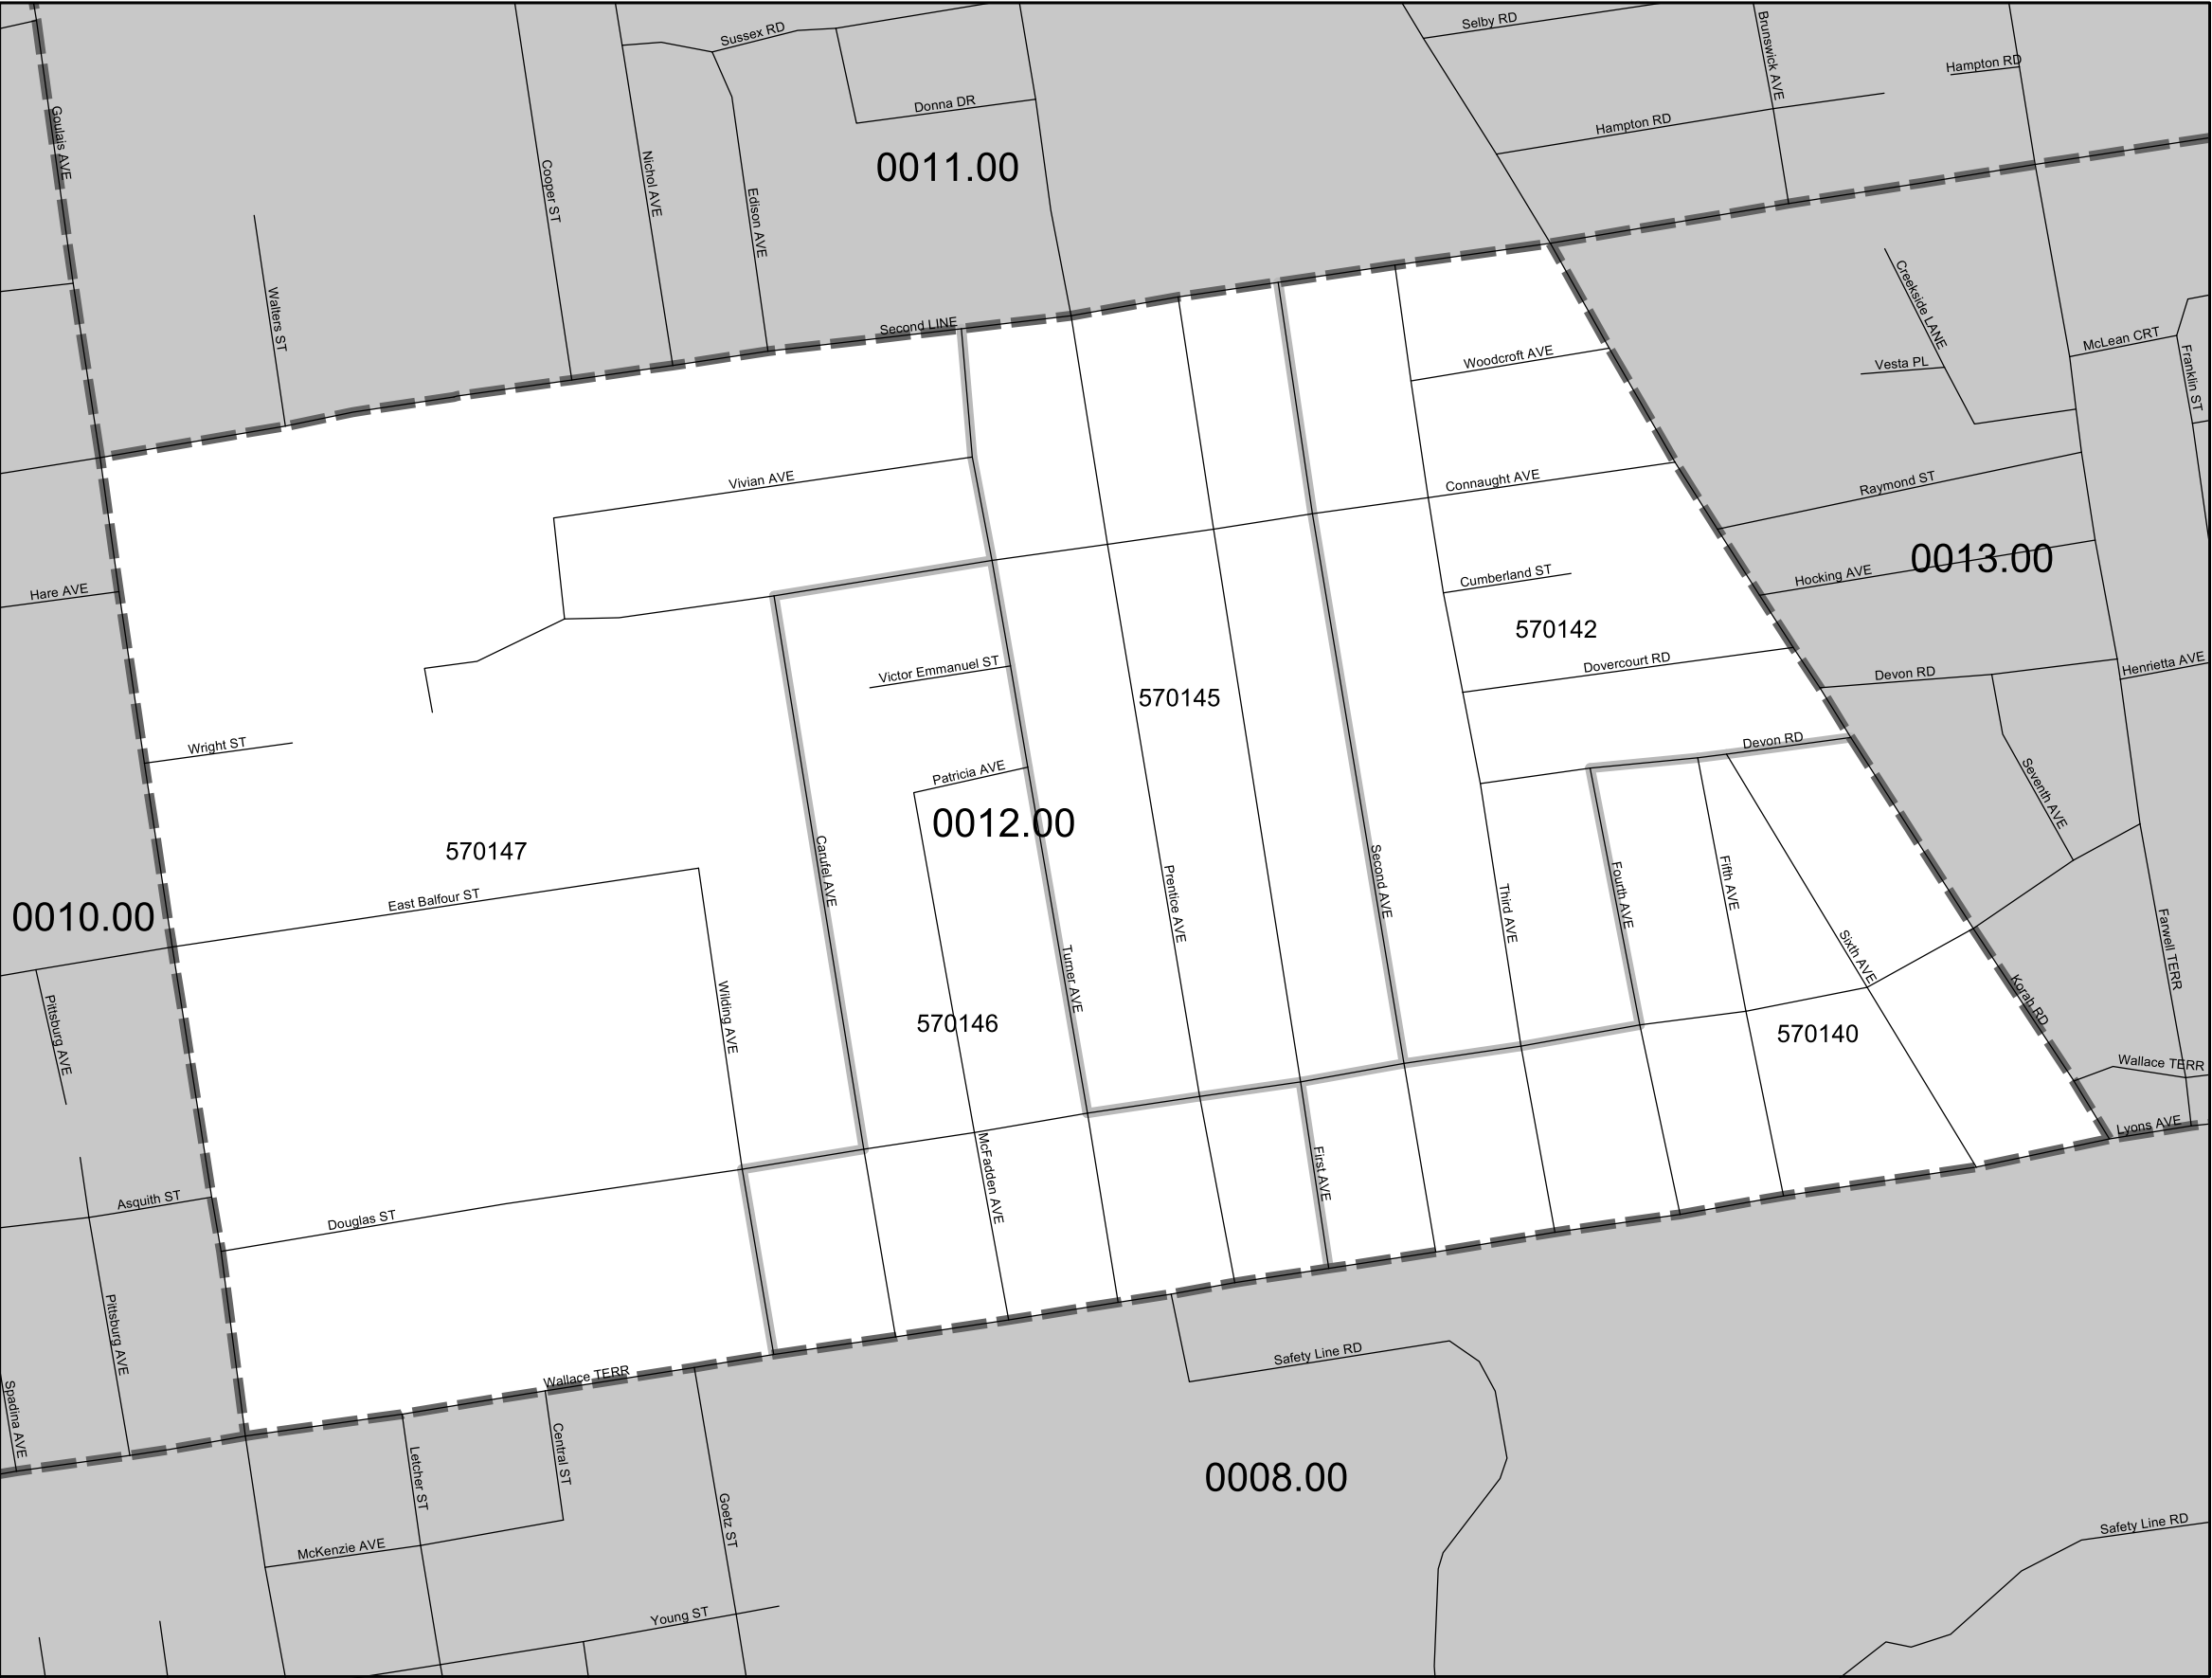 Selby RD
Sussex RD
Brunswick AVE
Hampton RD
Donna DR
Hampton RD
Goulais AVE
Cooper ST
Nichol AVE
Edison AVE
0011.00
Walters ST
Second LINE
Creekside LANE
McLean CRT
Vesta PL
Franklin ST
Woodcroft AVE
Vivian AVE
Connaught AVE
Raymond ST
0013.00
Hocking AVE
Cumberland ST
Hare AVE
570142
Victor Emmanuel ST
Dovercourt RD
Devon RD
Henrietta AVE
570145
Wright ST
Devon RD
Patricia AVE
Seventh AVE
0012.00
570147
Carufel AVE
Prentice AVE
Second AVE
Third AVE
Fourth AVE
Fifth AVE
East Balfour ST
0010.00
Sixth AVE
Farwell TERR
Turner AVE
Wilding AVE
Pittsburg AVE
570146
Korah RD
570140
Wallace TERR
Lyons AVE
McFadden AVE
First AVE
Asquith ST
Douglas ST
Pittsburg AVE
Safety Line RD
Wallace TERR
Spadina AVE
Central ST
Letcher ST
0008.00
Goetz ST
Safety Line RD
McKenzie AVE
Young ST